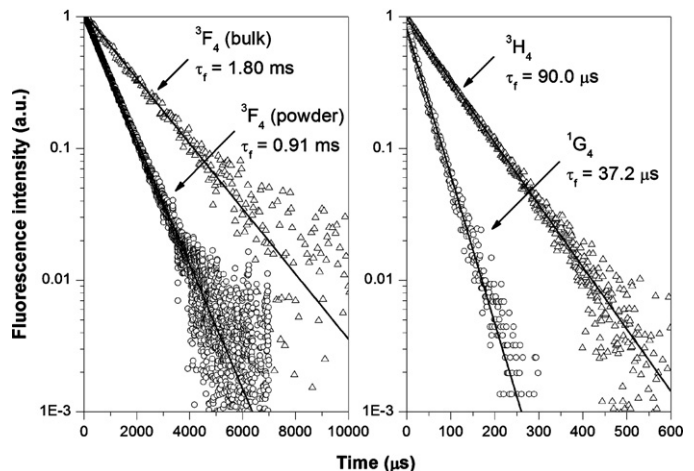 Fluorescence intensity (a.u.)
1
0.1
0.01
1E-3
³F₄ (bulk)
τf = 1.80 ms
³F₄ (powder)
τf = 0.91 ms
0 2000 4000 6000 8000 10000
1
0.1
0.01
1E-3
³H₄
τf = 90.0 μs
¹G₄
τf = 37.2 μs
0 100 200 300 400 500 600
Time (μs)